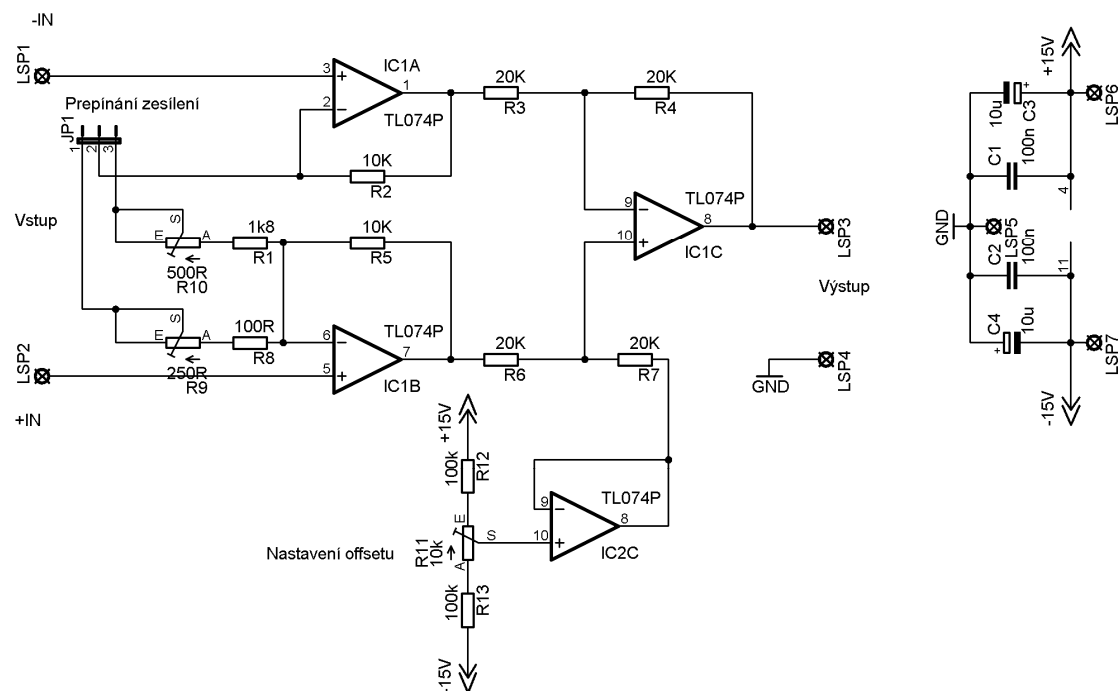 -IN
LSP1
Prepínání zesílení
JP1
1
2
3
3
2
1
IC1A
TL074P
20K
R3
20K
R4
10K
R2
Vstup
S
E
A
500R
R10
1k8
R1
10K
R5
9
10
8
TL074P
IC1C
LSP3
Výstup
S
E
A
250R
R9
100R
R8
6
5
7
TL074P
IC1B
20K
R6
20K
R7
LSP2
+IN
GND
LSP4
+15V
100k
R12
Nastavení offsetu
R11
10k
E
S
A
9
10
8
TL074P
IC2C
100k
R13
-15V
+15V
10u
+
C3
LSP6
C1
100n
4
GND
LSP5
C2
100n
11
C4
+
10u
LSP7
-15V